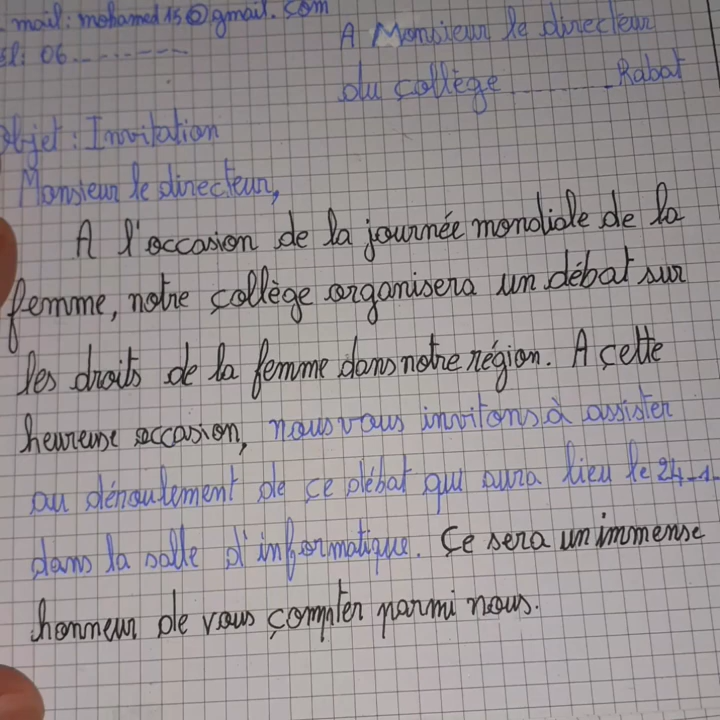 mail: mohamed15@gmail.com
él: 06..........
A Monsieur le directeur
du collège ........ Rabat
Objet : Invitation
Monsieur le directeur,
A l'occasion de la journée mondiale de la
femme, notre collège organisera un débat sur
les droits de la femme dans notre région. A cette
heureuse occasion, nous vous invitons à assister
au déroulement de ce débat qui aura lieu le 24-1-
dans la salle d'informatique. Ce sera un immense
honneur de vous compter parmi nous.